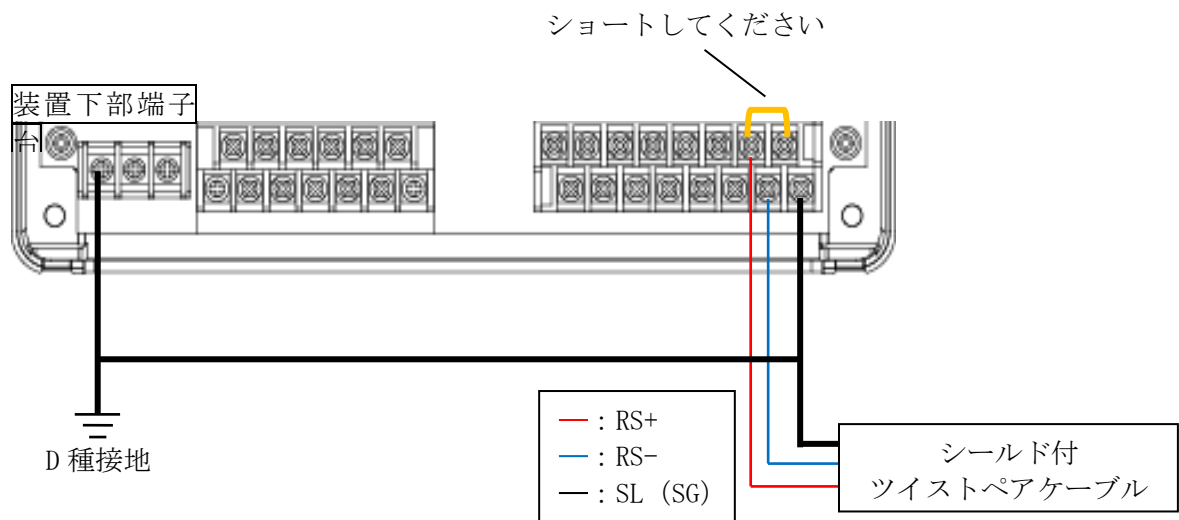 ショートしてください
装置下部端子
台
D種接地
：RS+
：RS-
：SL (SG)
シールド付
ツイストペアケーブル